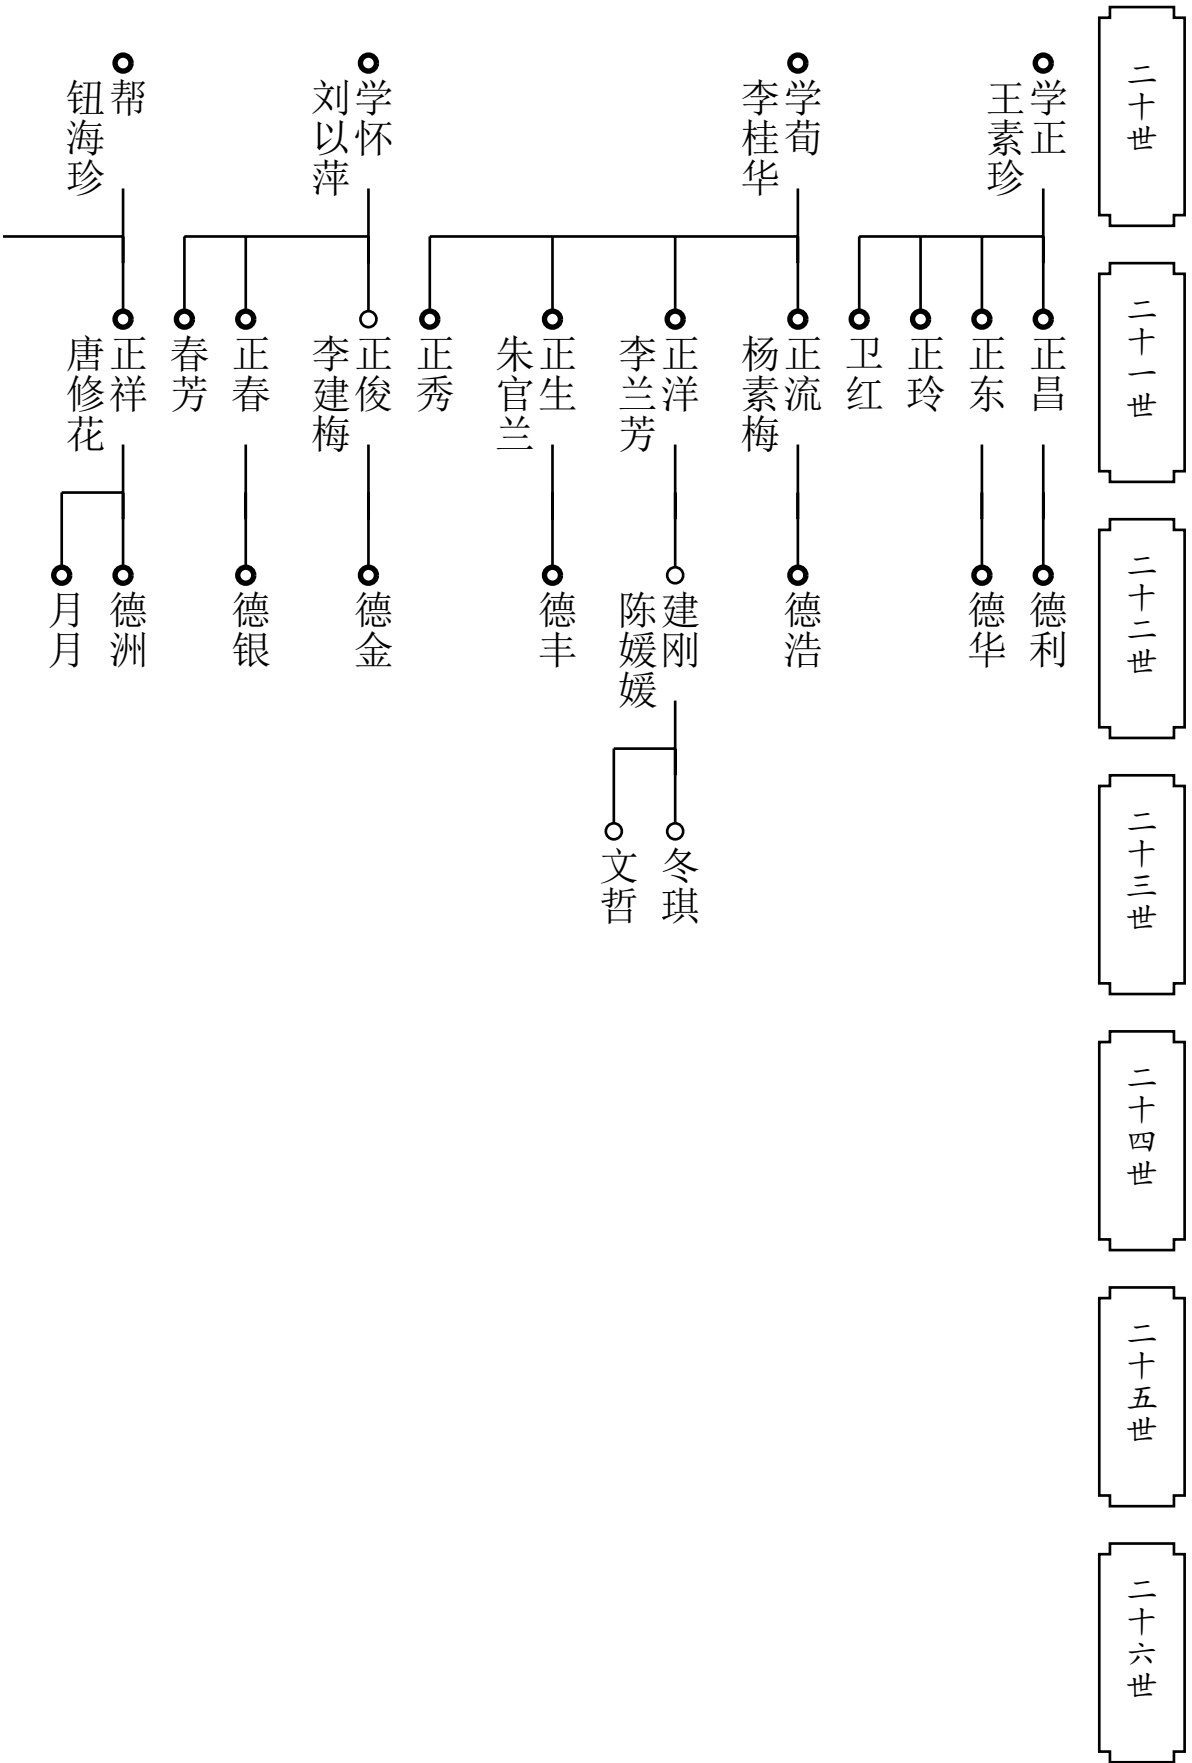 二十世
学正
王素珍
学荀
李桂华
学怀
刘以萍
帮
钮海珍
二十一世
正昌
正东
正玲
卫红
正流
杨素梅
正洋
李兰芳
正生
朱官兰
正秀
正俊
李建梅
正春
春芳
正祥
唐修花
二十二世
德利
德华
德浩
建刚
陈媛媛
德丰
德金
德银
德洲
月月
二十三世
冬琪
文哲
二十四世
二十五世
二十六世